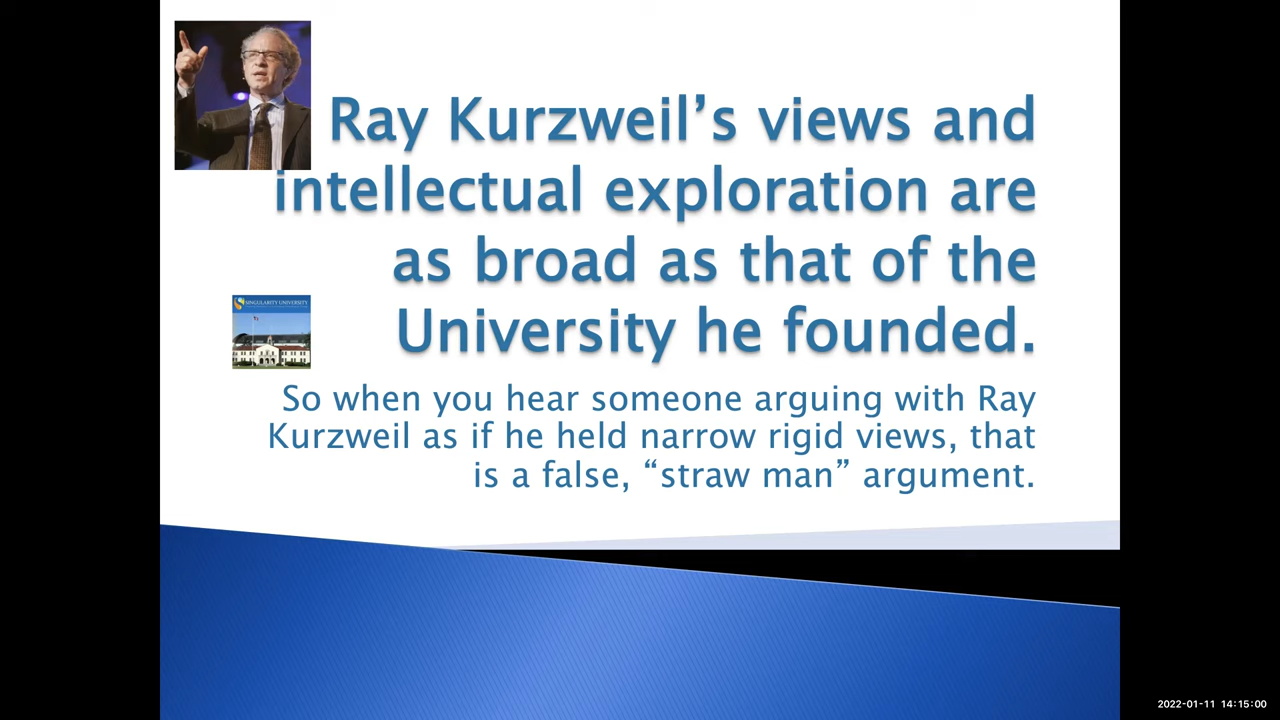 Ray Kurzweil’s views and
intellectual exploration are
as broad as that of the
University he founded.
SINGULARITY UNIVERSITY
So when you hear someone arguing with Ray
Kurzweil as if he held narrow rigid views, that
is a false, “straw man” argument.
2022-01-11 14:15:00